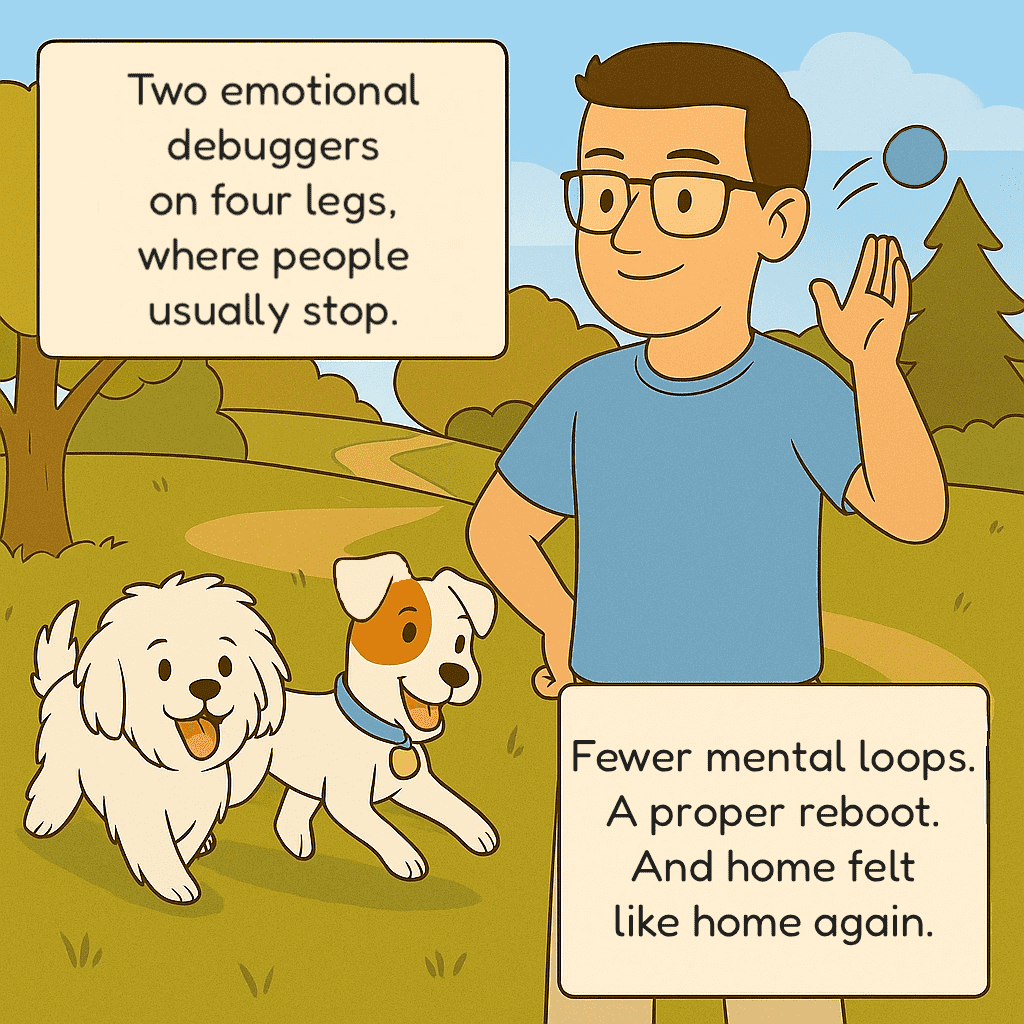 Two emotional
debuggers
on four legs,
where people
usually stop.
Fewer mental loops.
A proper reboot.
And home felt
like home again.